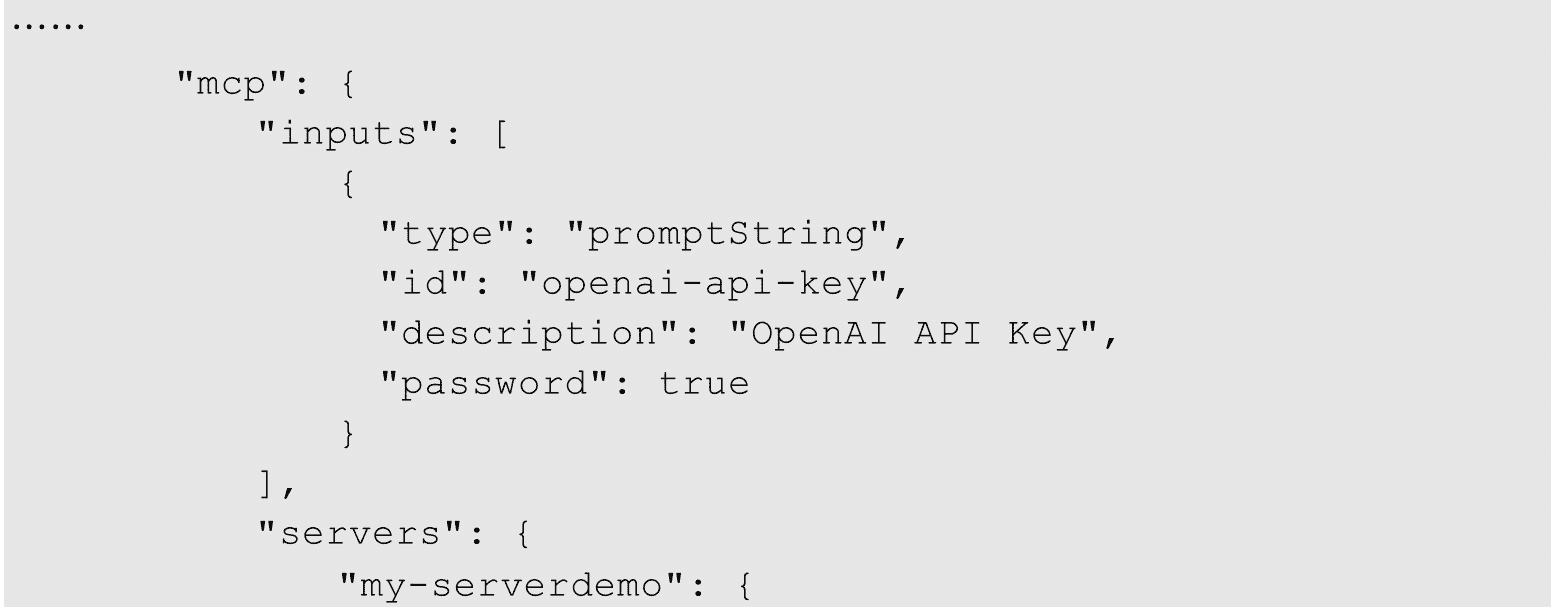 ……
"mcp": {
"inputs": [
{
"type": "promptString",
"id": "openai-api-key",
"description": "OpenAI API Key",
"password": true
}
],
"servers": {
"my-serverdemo": {